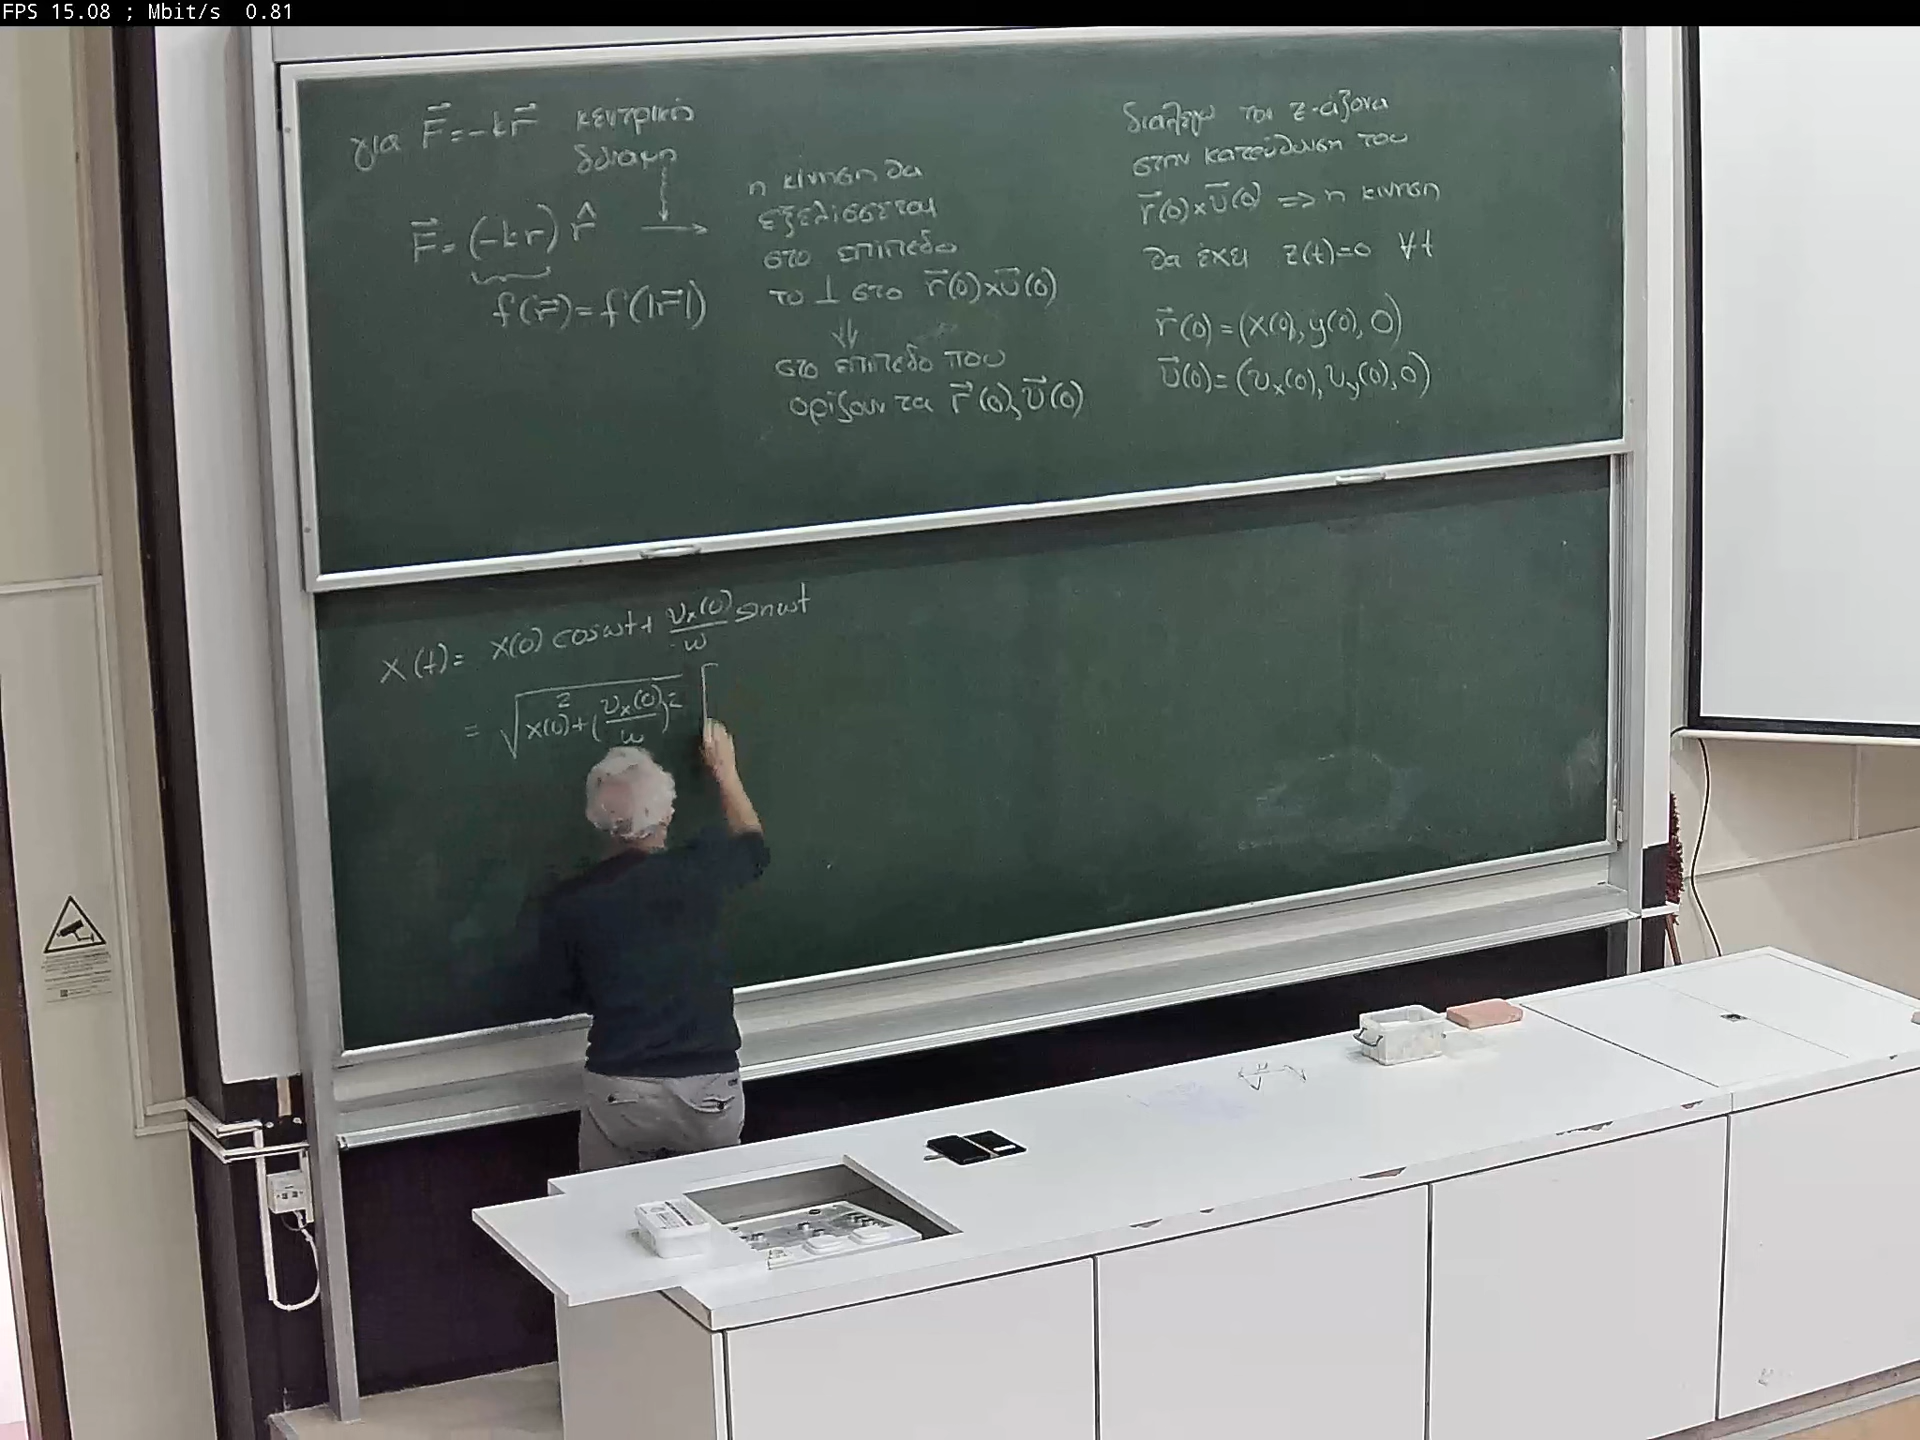 FPS 15.08 ; Mbit/s 0.81
για F⃗=-kr⃗ κεντρική
δύναμη
F⃗=(-kr) r̂ →
f(r⃗)=f(|r⃗|)
η κίνηση θα
εξελίσσεται
στο επίπεδο
το ⊥ στο r⃗(0)×υ⃗(0)
⇓
στο επίπεδο που
ορίζουν τα r⃗(0),υ⃗(0)
διαλέγω τον z-άξονα
στην κατεύθυνση του
r⃗(0)×υ⃗(0) => η κίνηση
θα έχει z(t)=0 ∀t
r⃗(0)=(x(0),y(0),0)
υ⃗(0)=(υx(0),υy(0),0)
x(t)= x(0) cosωt+ υx(0)/ω sinωt
= √(x(0)²+(υx(0)/ω)²) [